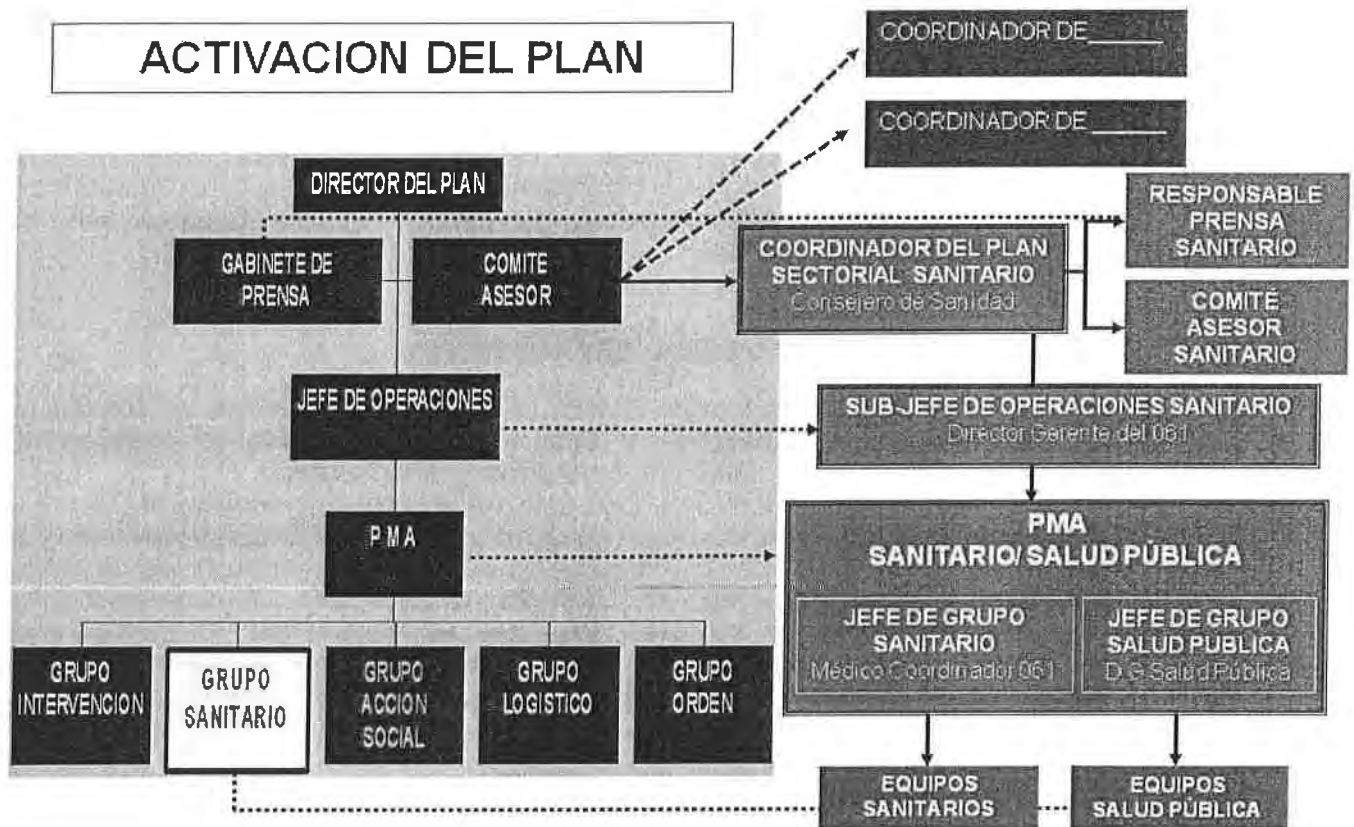 ACTIVACION DEL PLAN
COORDINADOR DE______
COORDINADOR DE______
DIRECTOR DEL PLAN
GABINETE DE
PRENSA
COMITE
ASESOR
COORDINADOR DEL PLAN
SECTORIAL SANITARIO
Consejero de Sanidad
RESPONSABLE
PRENSA
SANITARIO
COMITÉ
ASESOR
SANITARIO
JEFE DE OPERACIONES
SUB-JEFE DE OPERACIONES SANITARIO
Director Gerente del 061
PMA
PMA
SANITARIO/ SALUD PÚBLICA
JEFE DE GRUPO
SANITARIO
Médico Coordinador 061
JEFE DE GRUPO
SALUD PUBLICA
D.G.Salud Pública
GRUPO
INTERVENCION
GRUPO
SANITARIO
GRUPO
ACCION
SOCIAL
GRUPO
LOGISTICO
GRUPO
ORDEN
EQUIPOS
SANITARIOS
EQUIPOS
SALUD PÚBLICA